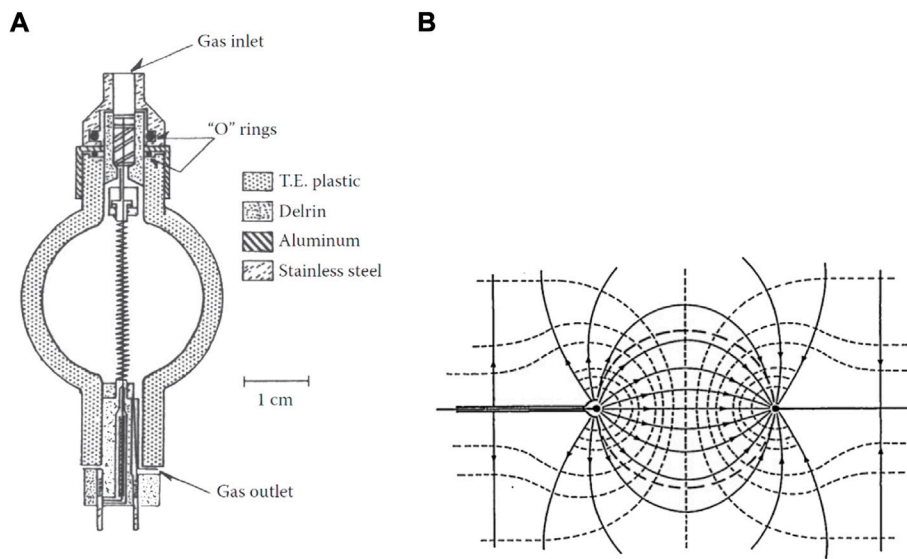 A
B
Gas inlet
“O” rings
T.E. plastic
Delrin
Aluminum
Stainless steel
1 cm
Gas outlet